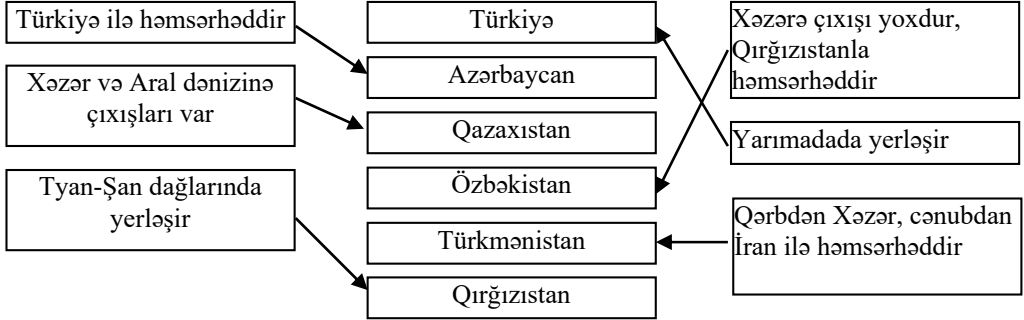 Türkiyə ilə həmsərhəddir
Xəzər və Aral dənizinə
çıxışları var
Tyan-Şan dağlarında
yerləşir
Türkiyə
Azərbaycan
Qazaxıstan
Özbəkistan
Türkmənistan
Qırğızıstan
Xəzərə çıxışı yoxdur,
Qırğızıstanla
həmsərhəddir
Yarımadada yerləşir
Qərbdən Xəzər, cənubdan
İran ilə həmsərhəddir